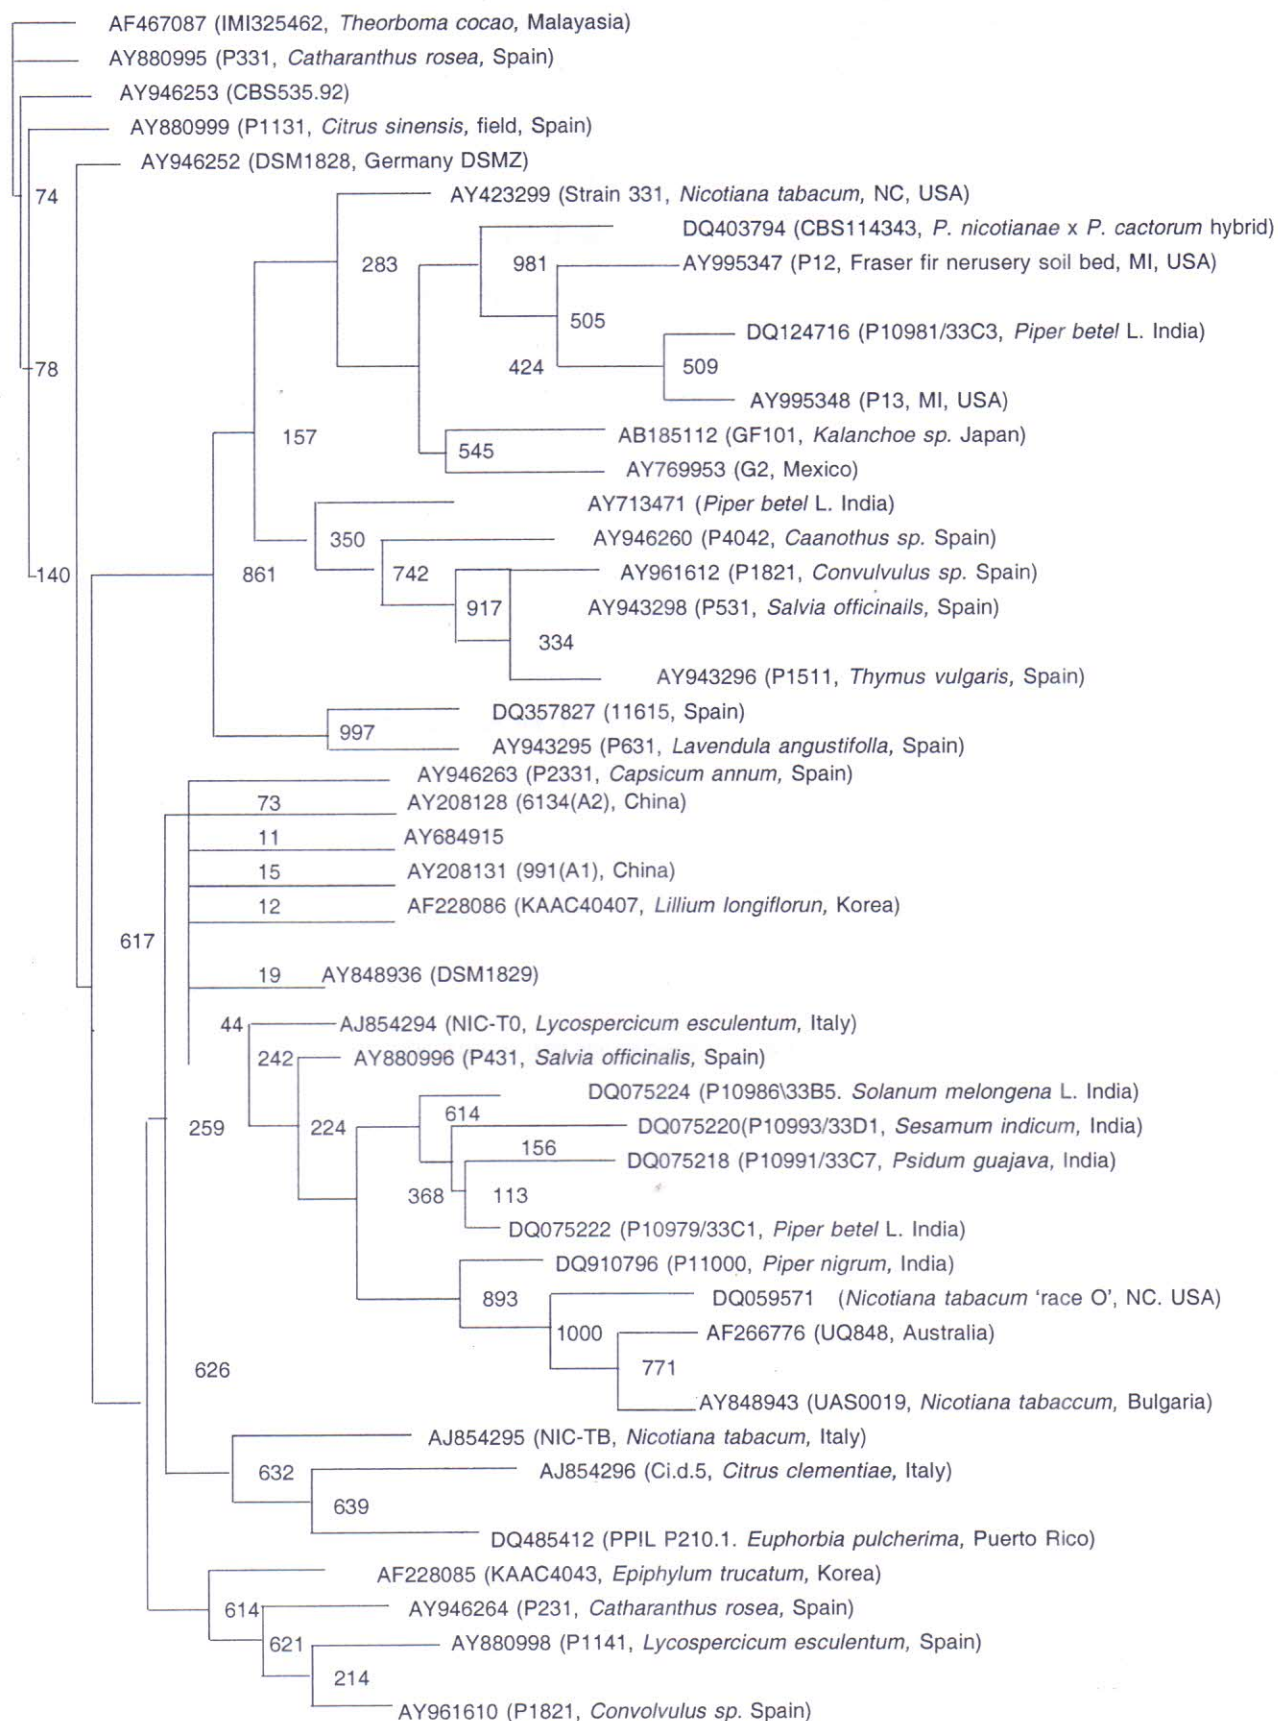 AF467087 (IMI325462, Theorboma cocao, Malayasia)
AY880995 (P331, Catharanthus rosea, Spain)
AY946253 (CBS535.92)
AY880999 (P1131, Citrus sinensis, field, Spain)
AY946252 (DSM1828, Germany DSMZ)
74
AY423299 (Strain 331, Nicotiana tabacum, NC, USA)
DQ403794 (CBS114343, P. nicotianae x P. cactorum hybrid)
283
981
AY995347 (P12, Fraser fir nerusery soil bed, MI, USA)
505
DQ124716 (P10981/33C3, Piper betel L. India)
78
424
509
AY995348 (P13, MI, USA)
157
AB185112 (GF101, Kalanchoe sp. Japan)
545
AY769953 (G2, Mexico)
AY713471 (Piper betel L. India)
350
AY946260 (P4042, Caanothus sp. Spain)
140
861
742
AY961612 (P1821, Convulvulus sp. Spain)
917
AY943298 (P531, Salvia officinails, Spain)
334
AY943296 (P1511, Thymus vulgaris, Spain)
DQ357827 (11615, Spain)
997
AY943295 (P631, Lavendula angustifolla, Spain)
AY946263 (P2331, Capsicum annum, Spain)
73
AY208128 (6134(A2), China)
11
AY684915
15
AY208131 (991(A1), China)
12
AF228086 (KAAC40407, Lillium longiflorun, Korea)
617
19
AY848936 (DSM1829)
44
AJ854294 (NIC-T0, Lycospercicum esculentum, Italy)
242
AY880996 (P431, Salvia officinalis, Spain)
DQ075224 (P10986\33B5. Solanum melongena L. India)
614
259
224
DQ075220(P10993/33D1, Sesamum indicum, India)
156
DQ075218 (P10991/33C7, Psidum guajava, India)
368
113
DQ075222 (P10979/33C1, Piper betel L. India)
DQ910796 (P11000, Piper nigrum, India)
893
DQ059571 (Nicotiana tabacum 'race O', NC. USA)
1000
AF266776 (UQ848, Australia)
626
771
AY848943 (UAS0019, Nicotiana tabaccum, Bulgaria)
AJ854295 (NIC-TB, Nicotiana tabacum, Italy)
632
AJ854296 (Ci.d.5, Citrus clementiae, Italy)
639
DQ485412 (PPIL P210.1. Euphorbia pulcherima, Puerto Rico)
AF228085 (KAAC4043, Epiphylum trucatum, Korea)
614
AY946264 (P231, Catharanthus rosea, Spain)
621
AY880998 (P1141, Lycospercicum esculentum, Spain)
214
AY961610 (P1821, Convolvulus sp. Spain)